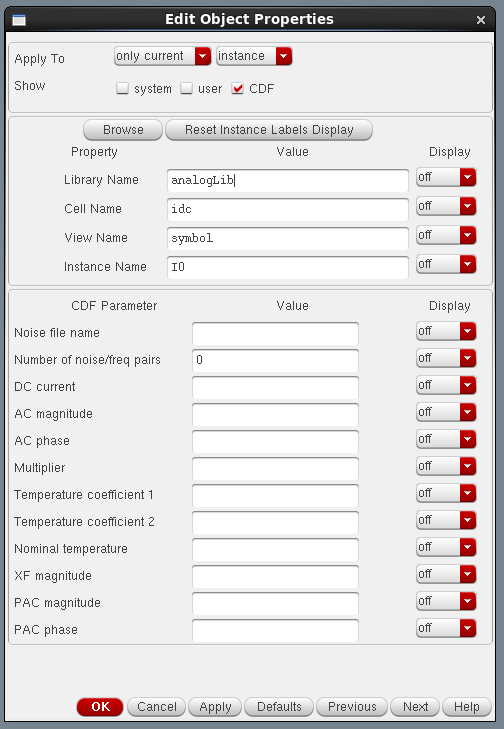 Edit Object Properties
Apply To only current instance
Show system user CDF
Browse Reset Instance Labels Display
Property Value Display
Library Name analogLib off
Cell Name idc off
View Name symbol off
Instance Name I0 off
CDF Parameter Value Display
Noise file name off
Number of noise/freq pairs 0 off
DC current off
AC magnitude off
AC phase off
Multiplier off
Temperature coefficient 1 off
Temperature coefficient 2 off
Nominal temperature off
XF magnitude off
PAC magnitude off
PAC phase off
OK Cancel Apply Defaults Previous Next Help